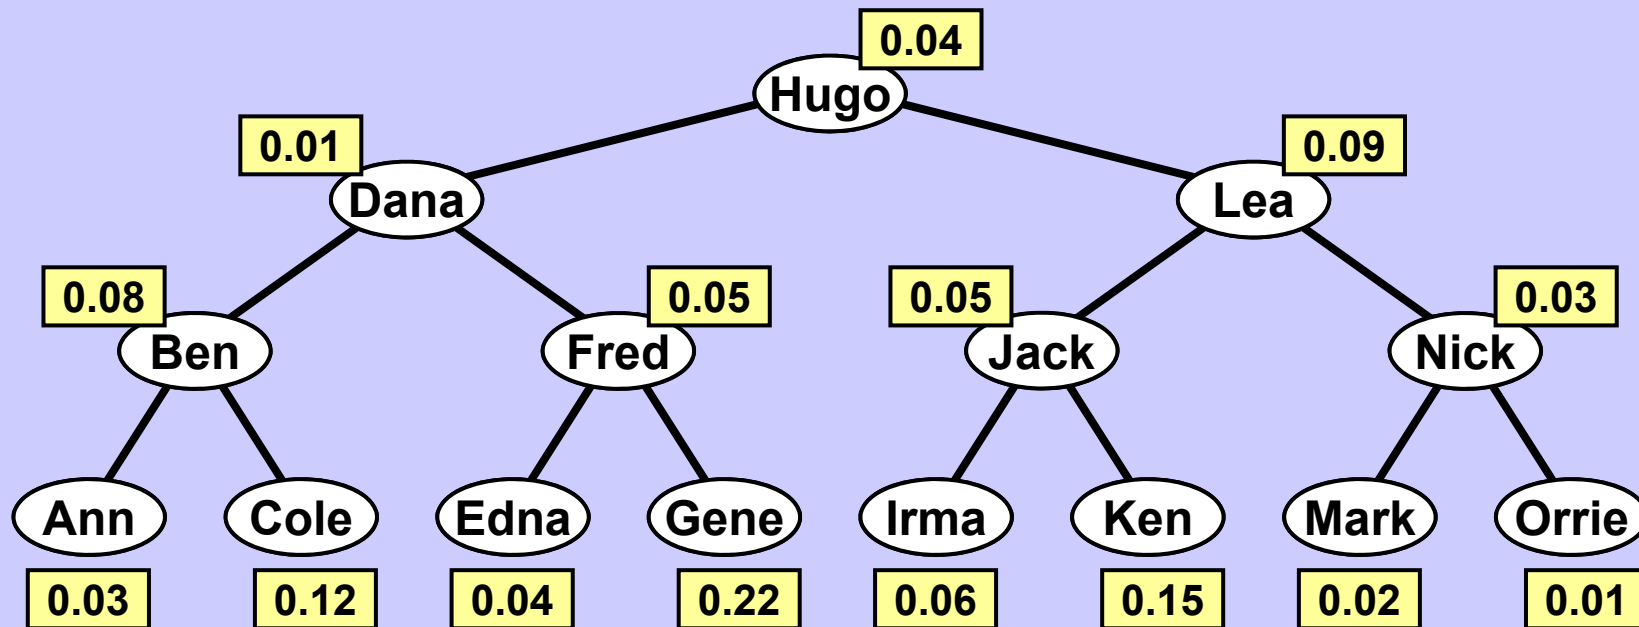 0.04
Hugo
0.01
0.09
Dana
Lea
0.08
0.05
0.05
0.03
Ben
Fred
Jack
Nick
Ann
Cole
Edna
Gene
Irma
Ken
Mark
Orrie
0.03
0.12
0.04
0.22
0.06
0.15
0.02
0.01